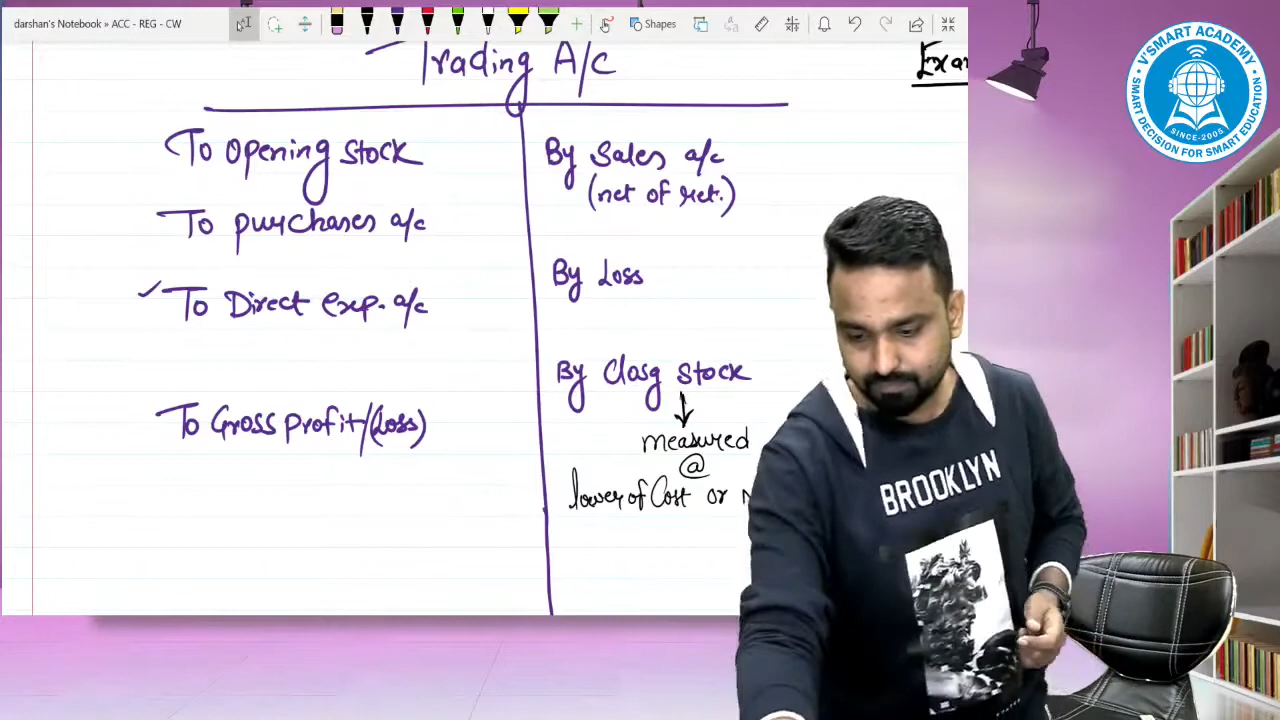 darshan's Notebook » ACC - REG - CW
Shapes
Trading A/c
To opening stock
To purchases a/c
To Direct exp. a/c
To Gross profit/(Loss)
By Sales a/c
(net of ret.)
By Loss
By Closg stock
measured
@
lower of Cost or
V'SMART ACADEMY
SINCE-2005
SMART DECISION FOR SMART EDUCATION
BROOKLYN